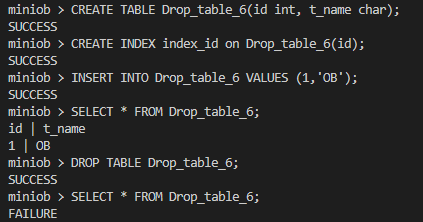 miniob > CREATE TABLE Drop_table_6(id int, t_name char);
SUCCESS
miniob > CREATE INDEX index_id on Drop_table_6(id);
SUCCESS
miniob > INSERT INTO Drop_table_6 VALUES (1,'OB');
SUCCESS
miniob > SELECT * FROM Drop_table_6;
id | t_name
1 | OB
miniob > DROP TABLE Drop_table_6;
SUCCESS
miniob > SELECT * FROM Drop_table_6;
FAILURE